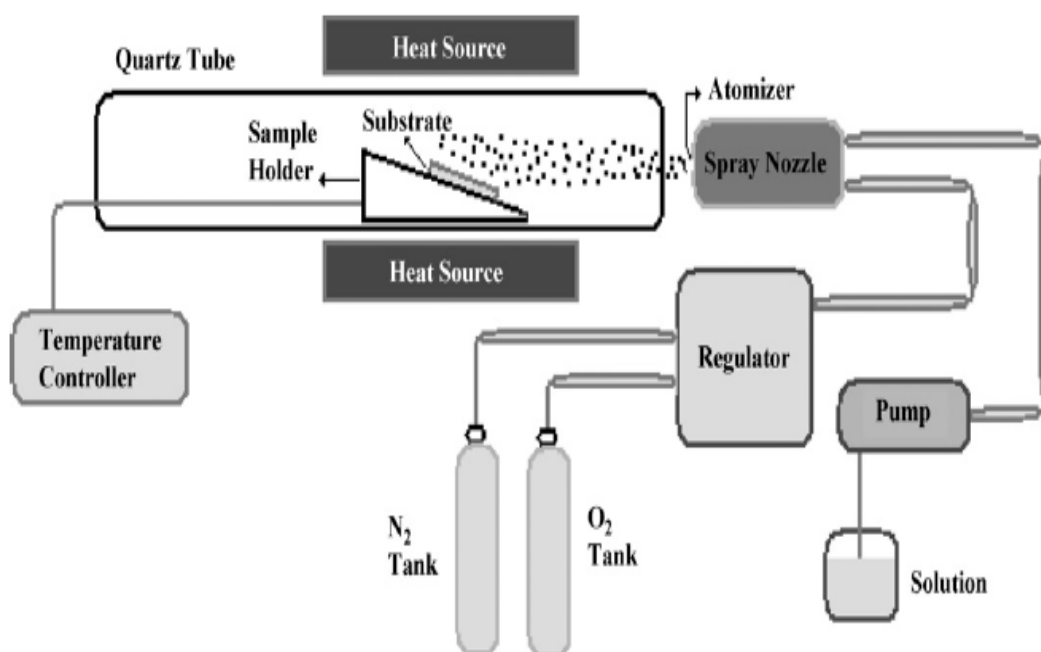 Heat Source
Quartz Tube
Atomizer
Substrate
Sample
Holder
Spray Nozzle
Heat Source
Temperature
Controller
Regulator
Pump
N₂
Tank
O₂
Tank
Solution